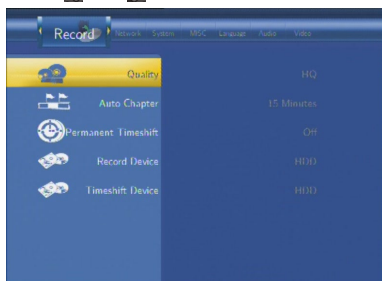 Record Network System MISC Language Audio Video
Quality HQ
Auto Chapter 15 Minutes
Permanent Timeshift Off
Record Device HDD
Timeshift Device HDD